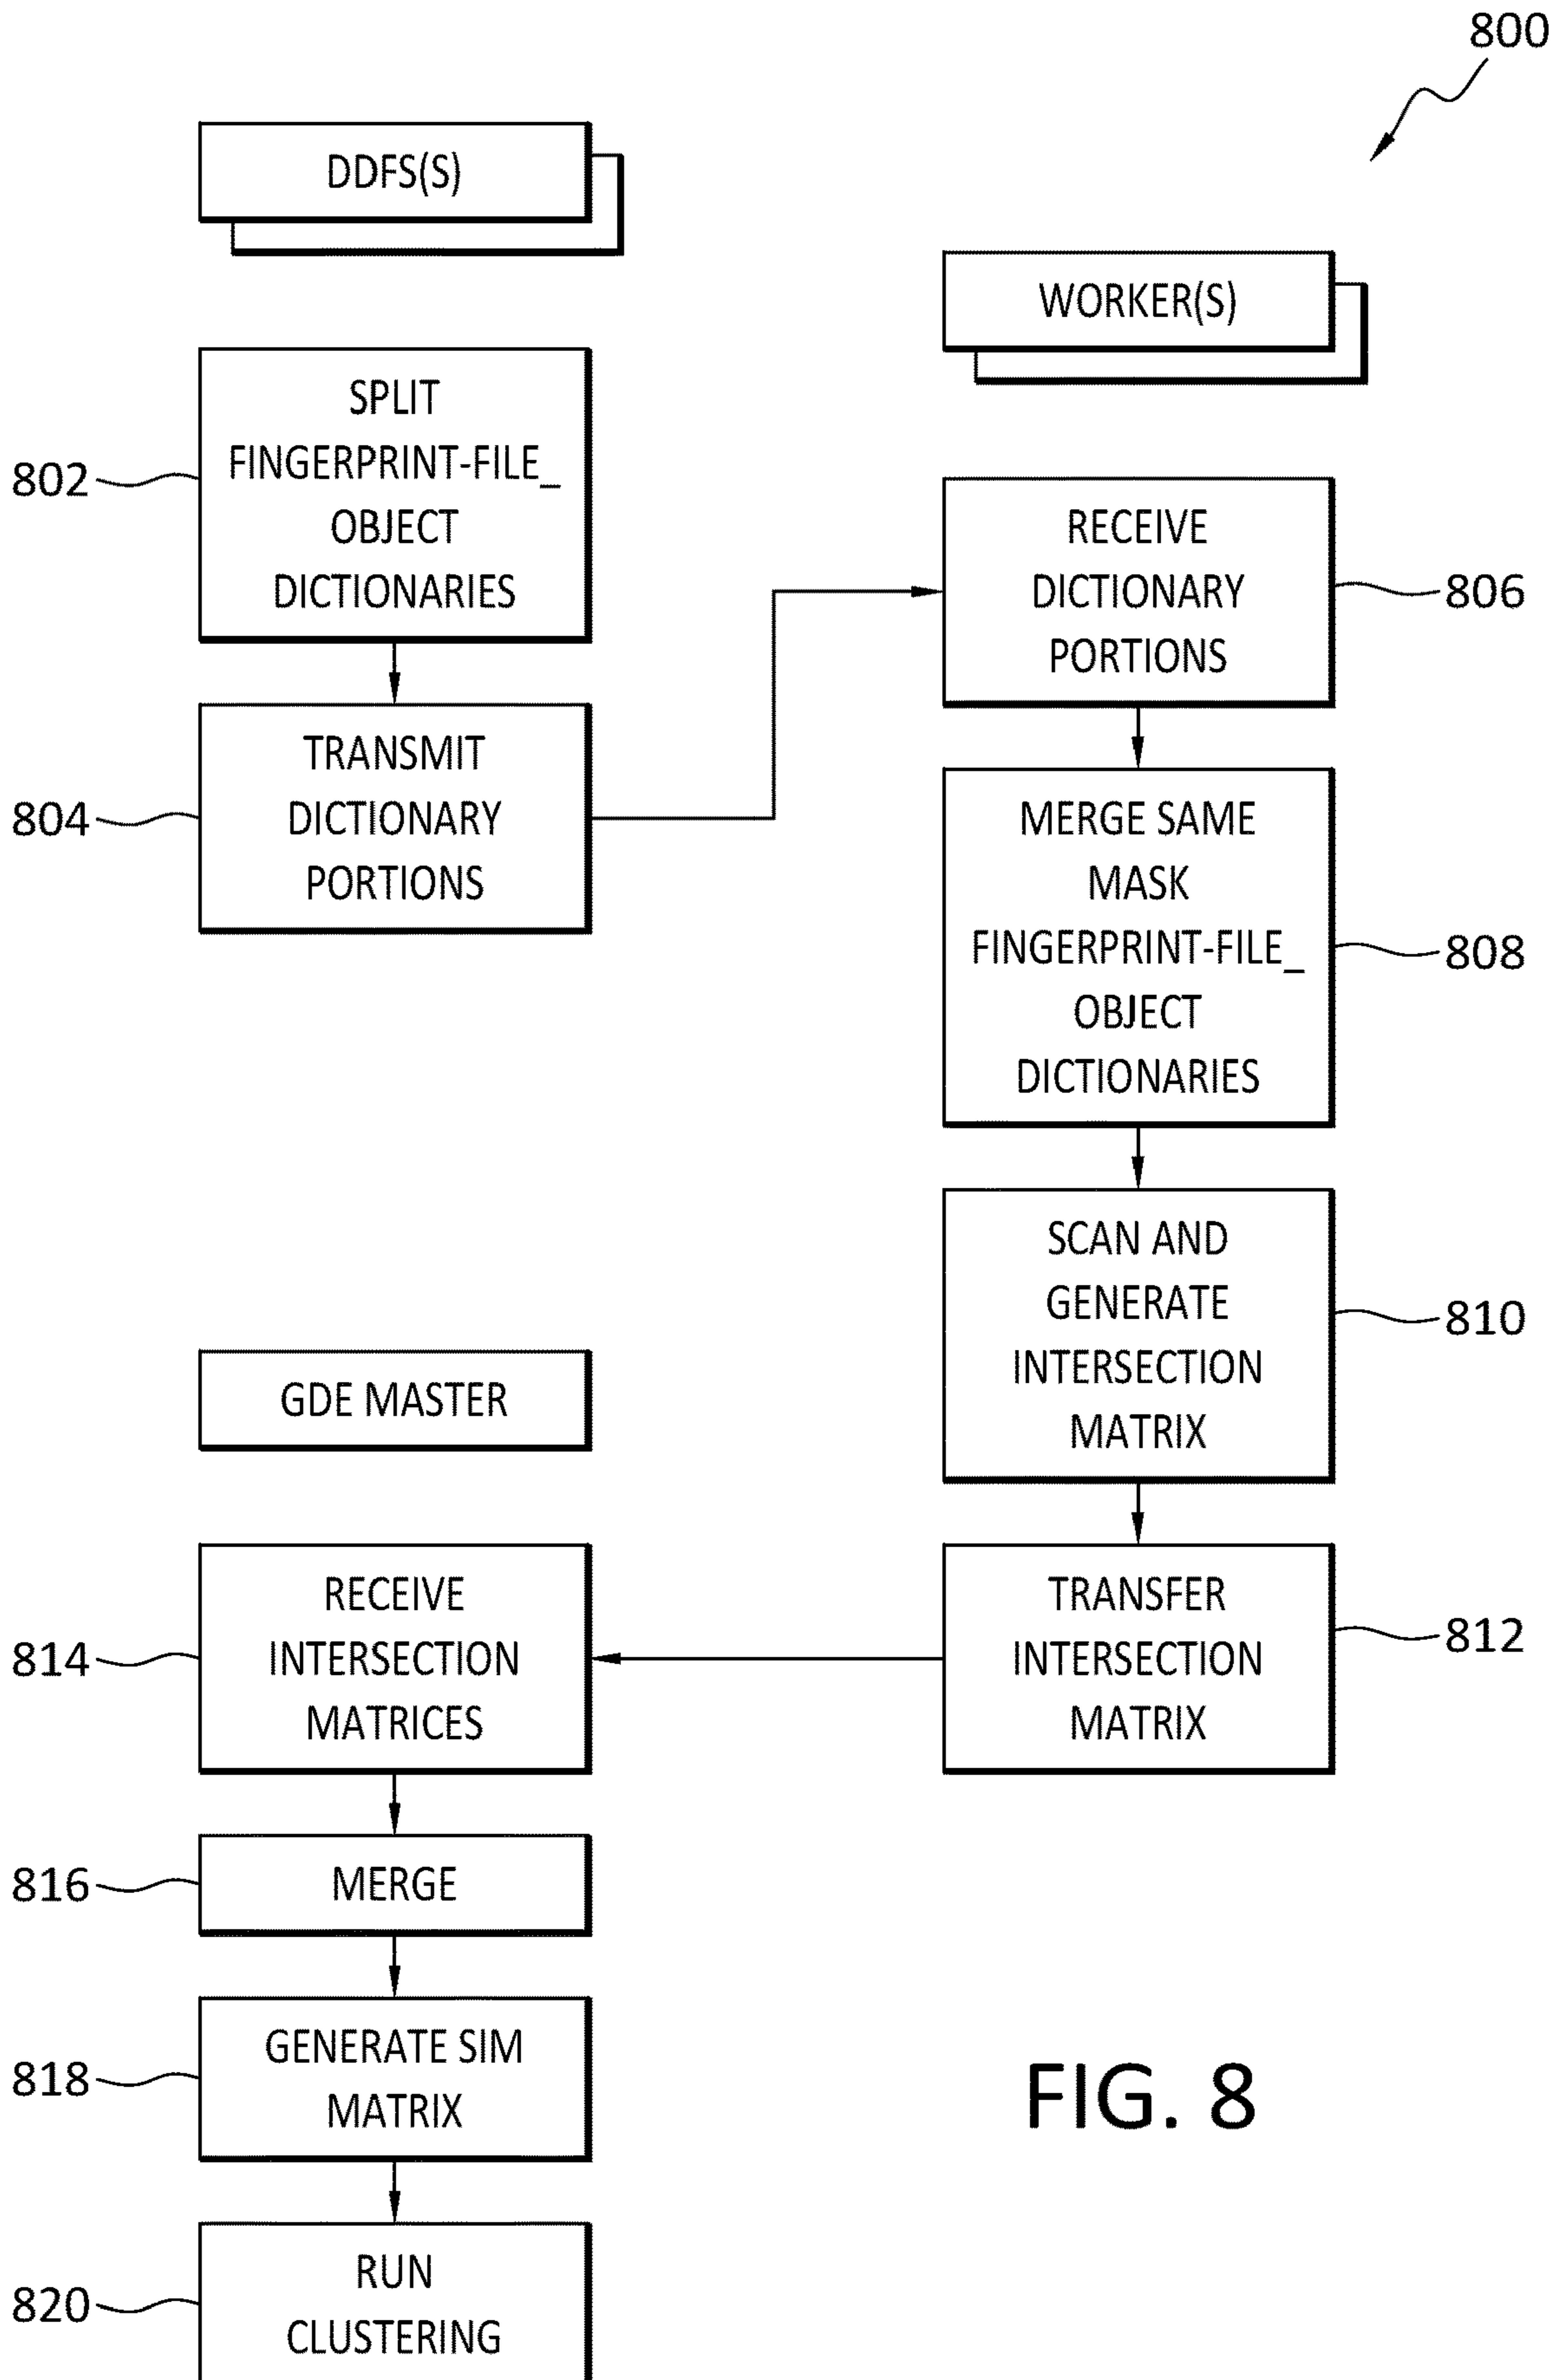 800
DDFS(S)
802
SPLIT
FINGERPRINT-FILE_
OBJECT
DICTIONARIES
804
TRANSMIT
DICTIONARY
PORTIONS
WORKER(S)
RECEIVE
DICTIONARY
PORTIONS
806
MERGE SAME
MASK
FINGERPRINT-FILE_
OBJECT
DICTIONARIES
808
SCAN AND
GENERATE
INTERSECTION
MATRIX
810
TRANSFER
INTERSECTION
MATRIX
812
GDE MASTER
814
RECEIVE
INTERSECTION
MATRICES
816
MERGE
818
GENERATE SIM
MATRIX
820
RUN
CLUSTERING
FIG. 8